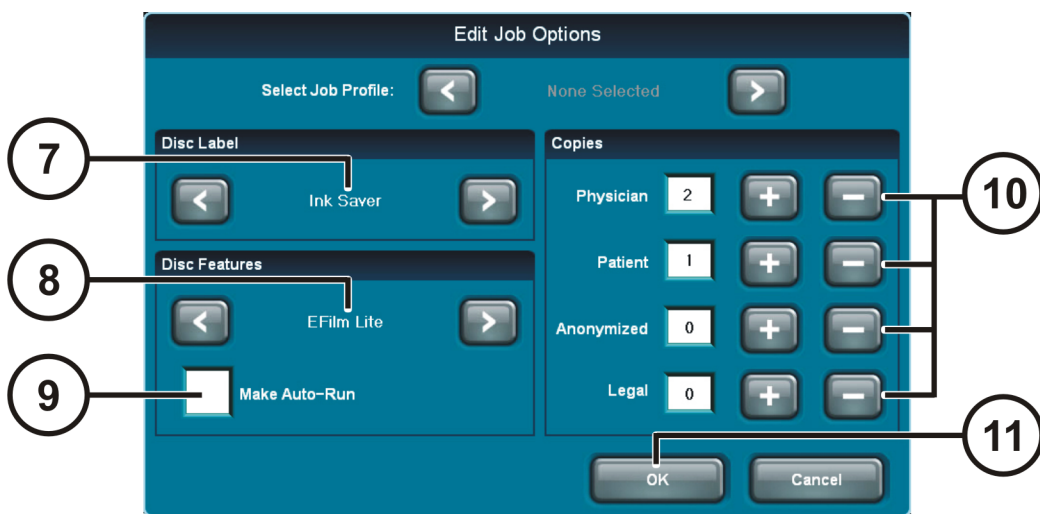 Edit Job Options
Select Job Profile: < None Selected >
7
Disc Label
< Ink Saver >
8
Disc Features
< EFilm Lite >
9
Make Auto-Run
Copies
Physician 2 + −
Patient 1 + −
Anonymized 0 + −
Legal 0 + −
10
11
OK
Cancel